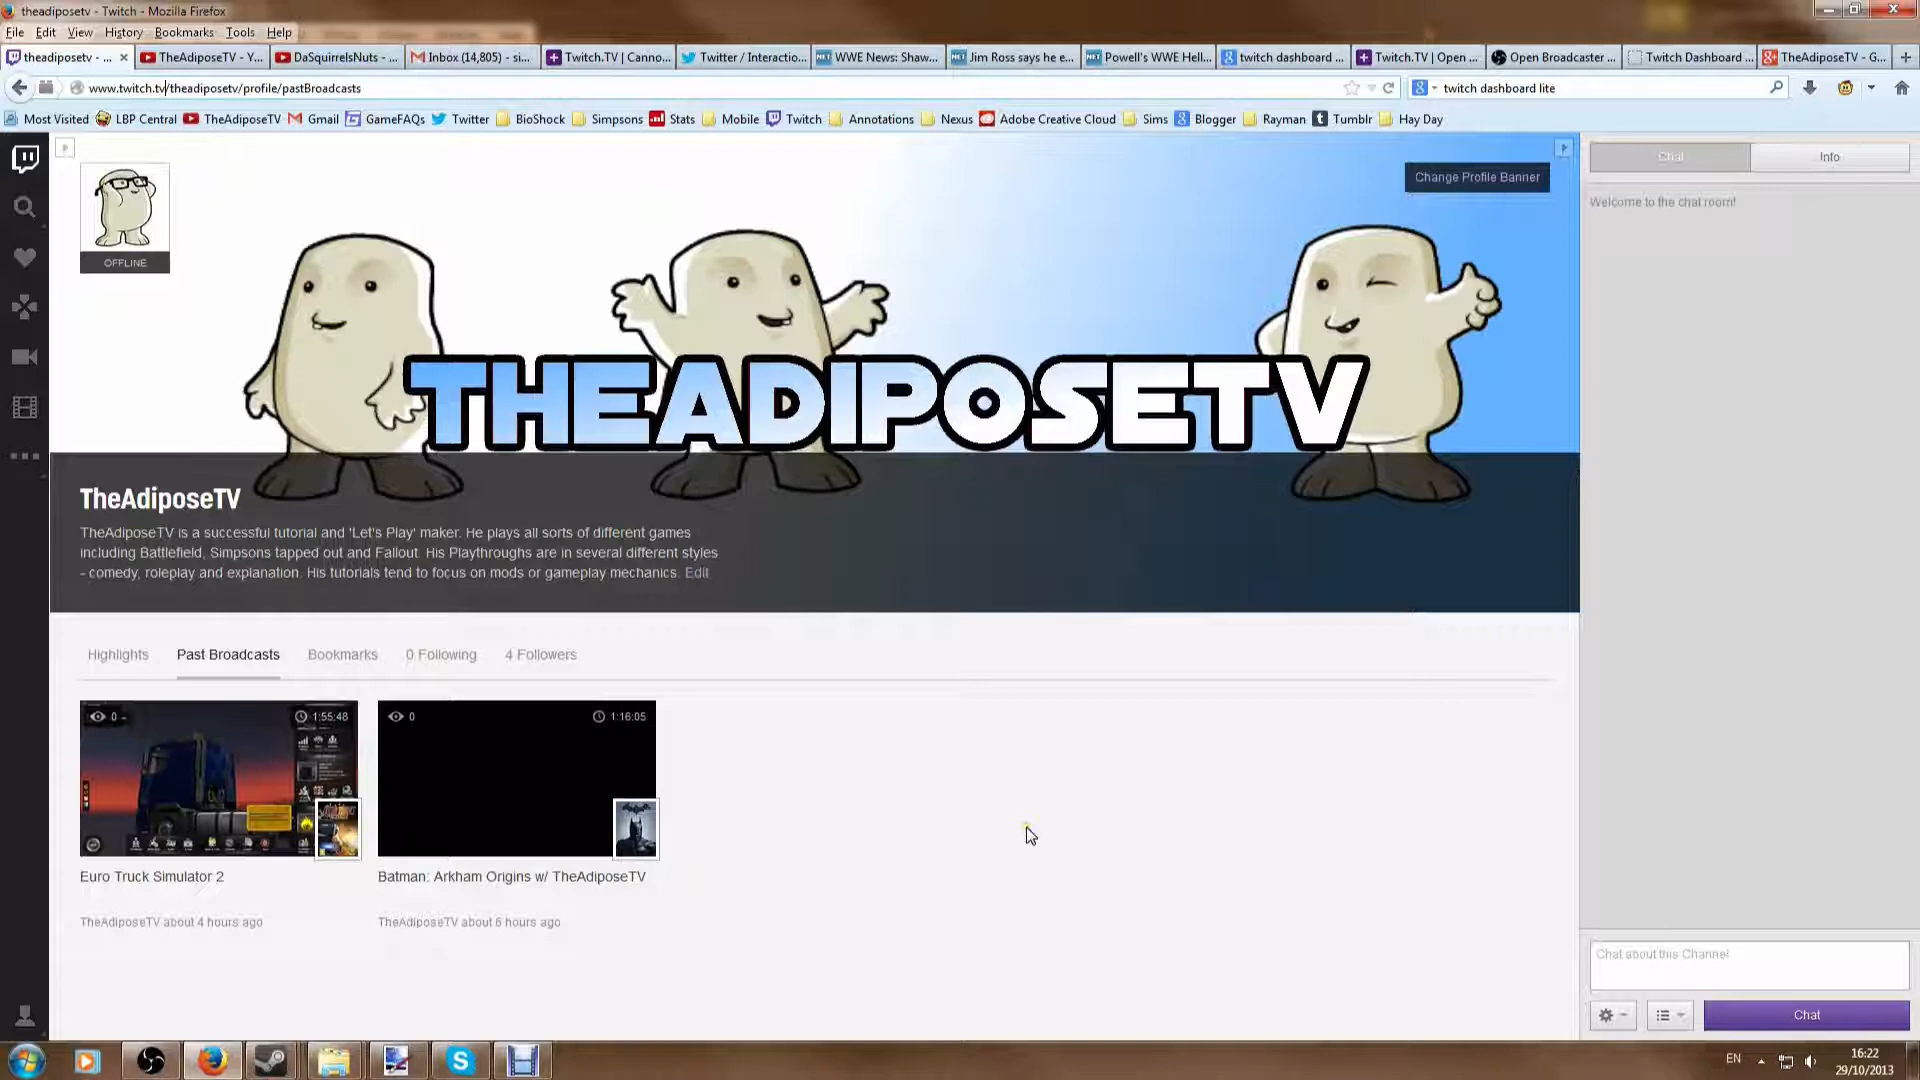 theadiposetv - Twitch - Mozilla Firefox
File Edit View History Bookmarks Tools Help
theadiposetv - ... TheAdiposeTV - Y... DaSquirrelsNuts - ... Inbox (14,805) - si... Twitch.TV | Canno... Twitter / Interactio... WWE News: Shaw... Jim Ross says he e... Powell's WWE Hell... twitch dashboard ... Twitch.TV | Open ... Open Broadcaster ... Twitch Dashboard ... TheAdiposeTV - G...
www.twitch.tv/theadiposetv/profile/pastBroadcasts
twitch dashboard lite
Most Visited LBP Central TheAdiposeTV Gmail GameFAQs Twitter BioShock Simpsons Stats Mobile Twitch Annotations Nexus Adobe Creative Cloud Sims Blogger Rayman Tumblr Hay Day
Change Profile Banner
OFFLINE
THEADIPOSETV
TheAdiposeTV
TheAdiposeTV is a successful tutorial and 'Let's Play' maker. He plays all sorts of different games
including Battlefield, Simpsons tapped out and Fallout. His Playthroughs are in several different styles
- comedy, roleplay and explanation. His tutorials tend to focus on mods or gameplay mechanics. Edit
Highlights Past Broadcasts Bookmarks 0 Following 4 Followers
0 1:55:48
0 1:16:05
Euro Truck Simulator 2
Batman: Arkham Origins w/ TheAdiposeTV
TheAdiposeTV about 4 hours ago
TheAdiposeTV about 6 hours ago
Chat Info
Welcome to the chat room!
Chat about this Channel
Chat
EN
16:22
29/10/2013